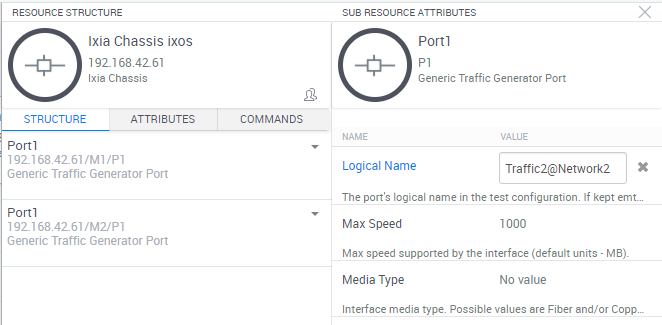 RESOURCE STRUCTURE
Ixia Chassis ixos
192.168.42.61
Ixia Chassis
STRUCTURE
ATTRIBUTES
COMMANDS
Port1
192.168.42.61/M1/P1
Generic Traffic Generator Port
Port1
192.168.42.61/M2/P1
Generic Traffic Generator Port
SUB RESOURCE ATTRIBUTES
Port1
P1
Generic Traffic Generator Port
NAME VALUE
Logical Name Traffic2@Network2
The port's logical name in the test configuration. If kept emt...
Max Speed 1000
Max speed supported by the interface (default units - MB).
Media Type No value
Interface media type. Possible values are Fiber and/or Copp...